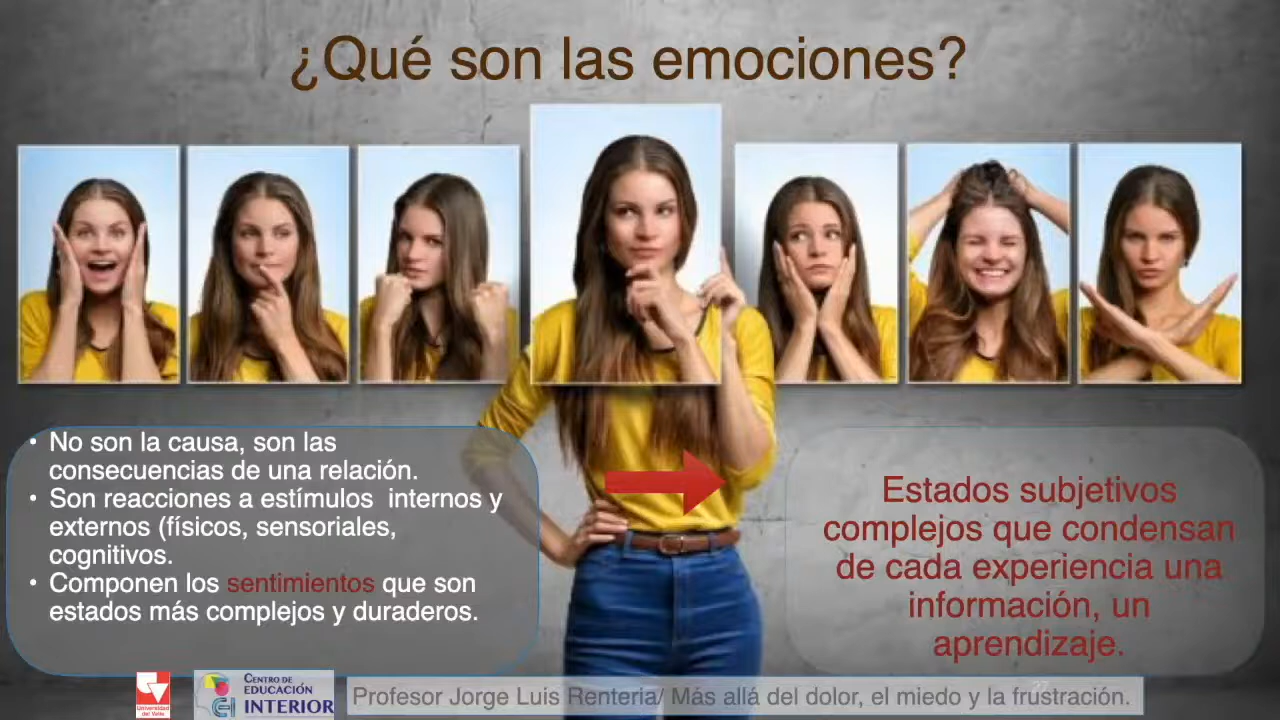 ¿Qué son las emociones?
• No son la causa, son las
consecuencias de una relación.
• Son reacciones a estímulos internos y
externos (físicos, sensoriales,
cognitivos.
• Componen los sentimientos que son
estados más complejos y duraderos.
Estados subjetivos
complejos que condensan
de cada experiencia una
información, un
aprendizaje.
Universidad
del Valle
CENTRO DE
EDUCACIÓN
INTERIOR
Profesor Jorge Luis Renteria/ Más allá del dolor, el miedo y la frustración.